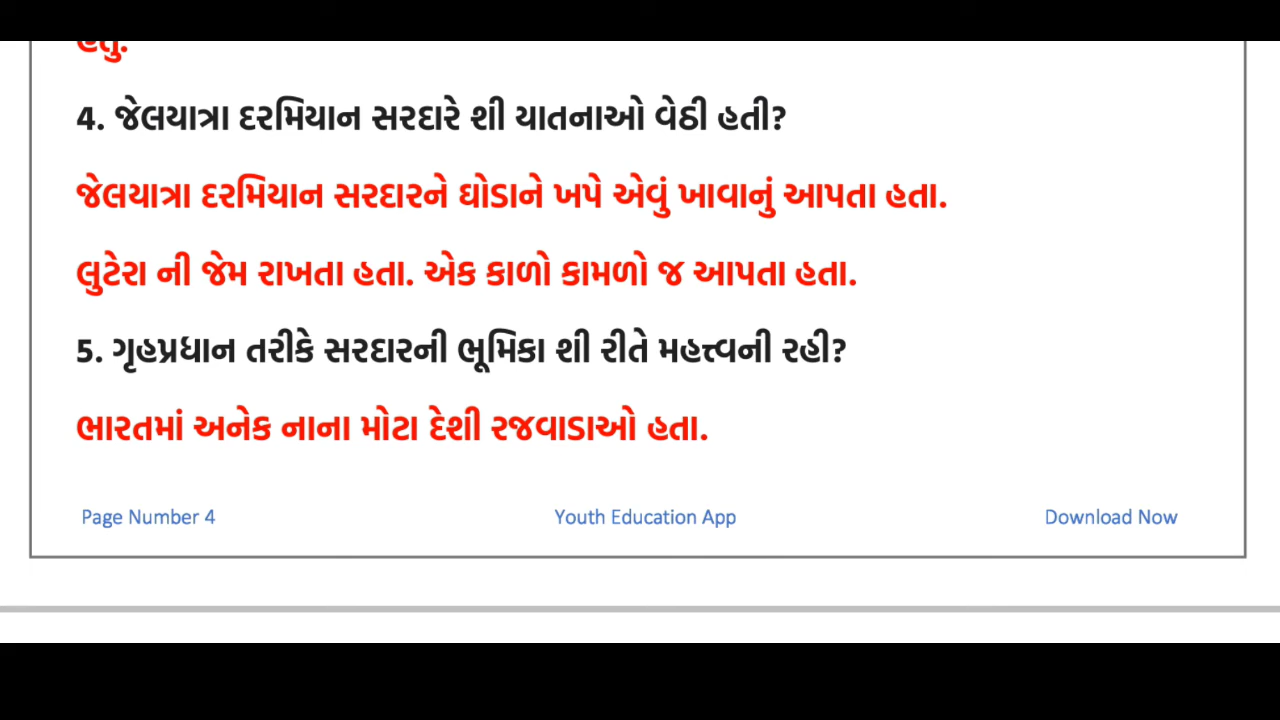 હતું.
4. જેલયાત્રા દરમિયાન સરદારે શી યાતનાઓ વેઠી હતી?
જેલયાત્રા દરમિયાન સરદારને ઘોડાને ખપે એવું ખાવાનું આપતા હતા.
લુટેરા ની જેમ રાખતા હતા. એક કાળો કામળો જ આપતા હતા.
5. ગૃહપ્રધાન તરીકે સરદારની ભૂમિકા શી રીતે મહત્ત્વની રહી?
ભારતમાં અનેક નાના મોટા દેશી રજવાડાઓ હતા.
Page Number 4 Youth Education App Download Now